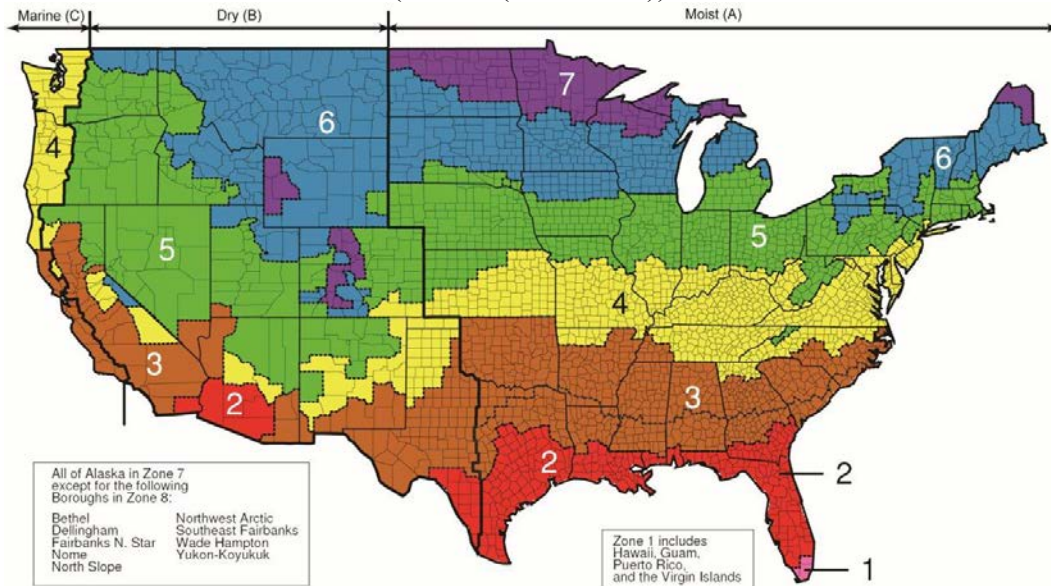 Marine (C)
Dry (B)
Moist (A)
7
6
6
4
5
5
4
3
3
2
2
2
1
All of Alaska in Zone 7
except for the following
Boroughs in Zone 8:
Bethel
Dellingham
Fairbanks N. Star
Nome
North Slope
Northwest Arctic
Southeast Fairbanks
Wade Hampton
Yukon-Koyukuk
Zone 1 includes
Hawaii, Guam,
Puerto Rico,
and the Virgin Islands